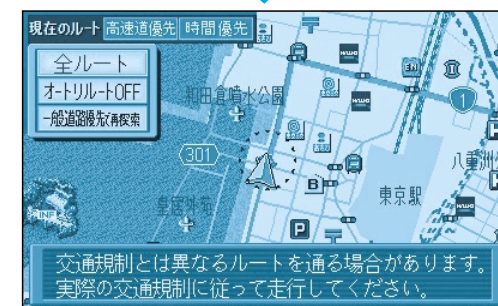 現在のルート 高速道優先 時間優先
全ルート
オートリルートOFF
一般道路優先で再探索
和田倉噴水公園
EN
1
301
八重洲
B
東京駅
皇居外苑
P
INF
交通規制とは異なるルートを通る場合があります。
実際の交通規制に従って走行してください。